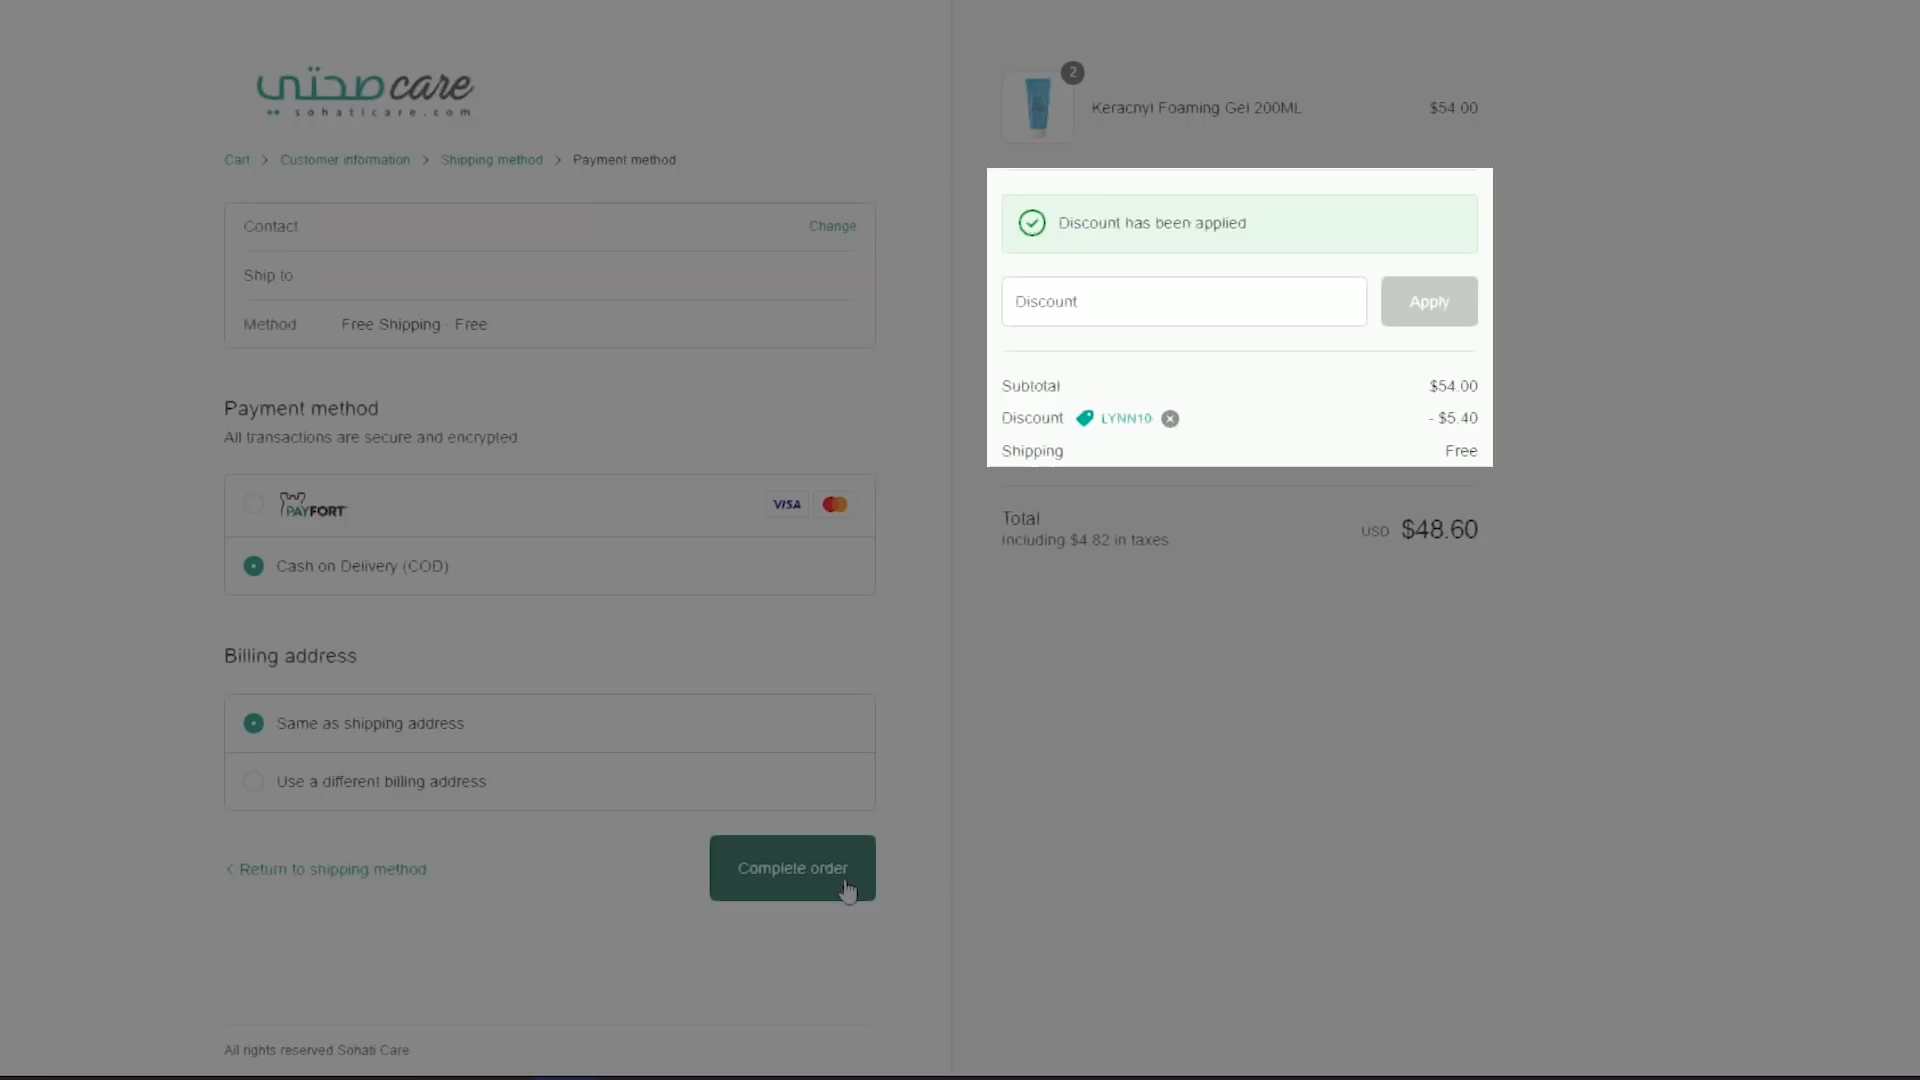 صحتي care
sohaticare.com
Cart > Customer information > Shipping method > Payment method
Contact Change
Ship to
Method Free Shipping · Free
Payment method
All transactions are secure and encrypted
PAYFORT VISA
Cash on Delivery (COD)
Billing address
Same as shipping address
Use a different billing address
< Return to shipping method
Complete order
All rights reserved Sohati Care
2
Keracnyl Foaming Gel 200ML $54.00
Discount has been applied
Discount Apply
Subtotal $54.00
Discount LYNN10 - $5.40
Shipping Free
Total
Including $4.82 in taxes
USD $48.60